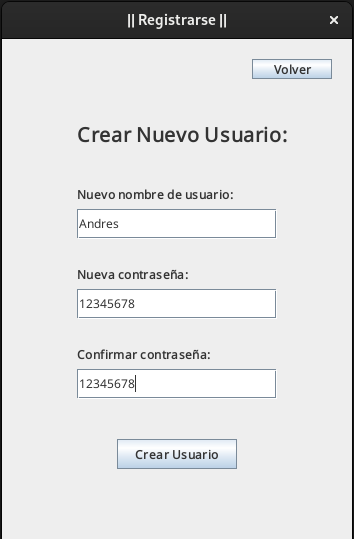 || Registrarse ||
Volver
Crear Nuevo Usuario:
Nuevo nombre de usuario:
Andres
Nueva contraseña:
12345678
Confirmar contraseña:
12345678
Crear Usuario